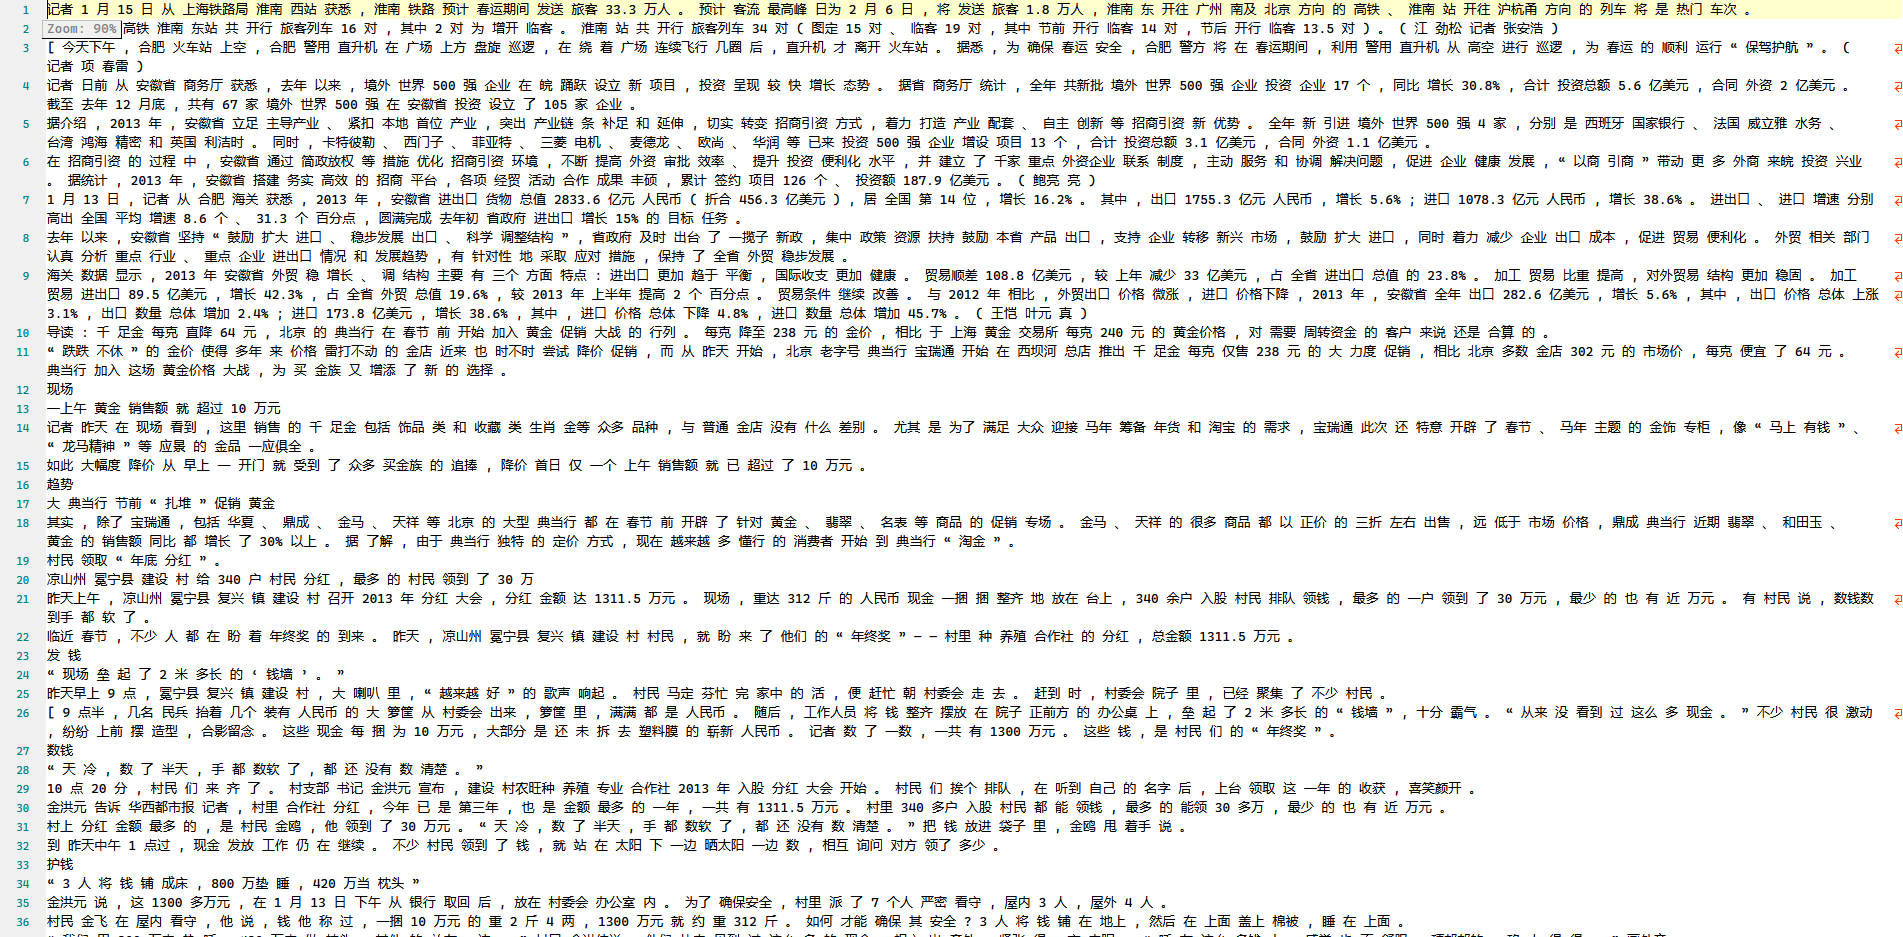 1 记者 1 月 15 日 从 上海铁路局 淮南 西站 获悉 , 淮南 铁路 预计 春运期间 发送 旅客 33.3 万人 。 预计 客流 最高峰 日为 2 月 6 日 , 将 发送 旅客 1.8 万人 , 淮南 东 开往 广州 南及 北京 方向 的 高铁 、 淮南 站 开往 沪杭甬 方向 的 列车 将 是 热门 车次 。
2 Zoom: 90% 高铁 淮南 东站 共 开行 旅客列车 16 对 , 其中 2 对 为 增开 临客 。 淮南 站 共 开行 旅客列车 34 对 ( 图定 15 对 、 临客 19 对 , 其中 节前 开行 临客 14 对 , 节后 开行 临客 13.5 对 ) 。 ( 江 劲松 记者 张安浩 )
3 [ 今天下午 , 合肥 火车站 上空 , 合肥 警用 直升机 在 广场 上方 盘旋 巡逻 , 在 绕 着 广场 连续飞行 几圈 后 , 直升机 才 离开 火车站 。 据悉 , 为 确保 春运 安全 , 合肥 警方 将 在 春运期间 , 利用 警用 直升机 从 高空 进行 巡逻 , 为 春运 的 顺利 运行 “ 保驾护航 ” 。 (
记者 项 春雷 )
4 记者 日前 从 安徽省 商务厅 获悉 , 去年 以来 , 境外 世界 500 强 企业 在 皖 踊跃 设立 新 项目 , 投资 呈现 较 快 增长 态势 。 据省 商务厅 统计 , 全年 共新批 境外 世界 500 强 企业 投资 企业 17 个 , 同比 增长 30.8% , 合计 投资总额 5.6 亿美元 , 合同 外资 2 亿美元 。
截至 去年 12 月底 , 共有 67 家 境外 世界 500 强 在 安徽省 投资 设立 了 105 家 企业 。
5 据介绍 , 2013 年 , 安徽省 立足 主导产业 、 紧扣 本地 首位 产业 , 突出 产业链 条 补足 和 延伸 , 切实 转变 招商引资 方式 , 着力 打造 产业 配套 、 自主 创新 等 招商引资 新 优势 。 全年 新 引进 境外 世界 500 强 4 家 , 分别 是 西班牙 国家银行 、 法国 威立雅 水务 、
台湾 鸿海 精密 和 英国 利洁时 。 同时 , 卡特彼勒 、 西门子 、 菲亚特 、 三菱 电机 、 麦德龙 、 欧尚 、 华润 等 已来 投资 500 强 企业 增设 项目 13 个 , 合计 投资总额 3.1 亿美元 , 合同 外资 1.1 亿美元 。
6 在 招商引资 的 过程 中 , 安徽省 通过 简政放权 等 措施 优化 招商引资 环境 , 不断 提高 外资 审批 效率 、 提升 投资 便利化 水平 , 并 建立 了 千家 重点 外资企业 联系 制度 , 主动 服务 和 协调 解决问题 , 促进 企业 健康 发展 , “ 以商 引商 ” 带动 更 多 外商 来皖 投资 兴业
。 据统计 , 2013 年 , 安徽省 搭建 务实 高效 的 招商 平台 , 各项 经贸 活动 合作 成果 丰硕 , 累计 签约 项目 126 个 、 投资额 187.9 亿美元 。 ( 鲍亮 亮 )
7 1 月 13 日 , 记者 从 合肥 海关 获悉 , 2013 年 , 安徽省 进出口 货物 总值 2833.6 亿元 人民币 ( 折合 456.3 亿美元 ) , 居 全国 第 14 位 , 增长 16.2% 。 其中 , 出口 1755.3 亿元 人民币 , 增长 5.6% ; 进口 1078.3 亿元 人民币 , 增长 38.6% 。 进出口 、 进口 增速 分别
高出 全国 平均 增速 8.6 个 、 31.3 个 百分点 , 圆满完成 去年初 省政府 进出口 增长 15% 的 目标 任务 。
8 去年 以来 , 安徽省 坚持 “ 鼓励 扩大 进口 、 稳步发展 出口 、 科学 调整结构 ” , 省政府 及时 出台 了 一揽子 新政 , 集中 政策 资源 扶持 鼓励 本省 产品 出口 , 支持 企业 转移 新兴 市场 , 鼓励 扩大 进口 , 同时 着力 减少 企业 出口 成本 , 促进 贸易 便利化 。 外贸 相关 部门
认真 分析 重点 行业 、 重点 企业 进出口 情况 和 发展趋势 , 有 针对性 地 采取 应对 措施 , 保持 了 全省 外贸 稳步发展 。
9 海关 数据 显示 , 2013 年 安徽省 外贸 稳 增长 、 调 结构 主要 有 三个 方面 特点 : 进出口 更加 趋于 平衡 , 国际收支 更加 健康 。 贸易顺差 108.8 亿美元 , 较 上年 减少 33 亿美元 , 占 全省 进出口 总值 的 23.8% 。 加工 贸易 比重 提高 , 对外贸易 结构 更加 稳固 。 加工
贸易 进出口 89.5 亿美元 , 增长 42.3% , 占 全省 外贸 总值 19.6% , 较 2013 年 上半年 提高 2 个 百分点 。 贸易条件 继续 改善 。 与 2012 年 相比 , 外贸出口 价格 微涨 , 进口 价格下降 , 2013 年 , 安徽省 全年 出口 282.6 亿美元 , 增长 5.6% , 其中 , 出口 价格 总体 上涨
3.1% , 出口 数量 总体 增加 2.4% ; 进口 173.8 亿美元 , 增长 38.6% , 其中 , 进口 价格 总体 下降 4.8% , 进口 数量 总体 增加 45.7% 。 ( 王恺 叶元 真 )
10 导读 : 千 足金 每克 直降 64 元 , 北京 的 典当行 在 春节 前 开始 加入 黄金 促销 大战 的 行列 。 每克 降至 238 元 的 金价 , 相比 于 上海 黄金 交易所 每克 240 元 的 黄金价格 , 对 需要 周转资金 的 客户 来说 还是 合算 的 。
11 “ 跌跌 不休 ” 的 金价 使得 多年 来 价格 雷打不动 的 金店 近来 也 时不时 尝试 降价 促销 , 而 从 昨天 开始 , 北京 老字号 典当行 宝瑞通 开始 在 西坝河 总店 推出 千 足金 每克 仅售 238 元 的 大 力度 促销 , 相比 北京 多数 金店 302 元 的 市场价 , 每克 便宜 了 64 元 。
典当行 加入 这场 黄金价格 大战 , 为 买 金族 又 增添 了 新 的 选择 。
12 现场
13 一上午 黄金 销售额 就 超过 10 万元
14 记者 昨天 在 现场 看到 , 这里 销售 的 千 足金 包括 饰品 类 和 收藏 类 生肖 金等 众多 品种 , 与 普通 金店 没有 什么 差别 。 尤其 是 为了 满足 大众 迎接 马年 筹备 年货 和 淘宝 的 需求 , 宝瑞通 此次 还 特意 开辟 了 春节 、 马年 主题 的 金饰 专柜 , 像 “ 马上 有钱 ” 、
“ 龙马精神 ” 等 应景 的 金品 一应俱全 。
15 如此 大幅度 降价 从 早上 一 开门 就 受到 了 众多 买金族 的 追捧 , 降价 首日 仅 一个 上午 销售额 就 已 超过 了 10 万元 。
16 趋势
17 大 典当行 节前 “ 扎堆 ” 促销 黄金
18 其实 , 除了 宝瑞通 , 包括 华夏 、 鼎成 、 金马 、 天祥 等 北京 的 大型 典当行 都 在 春节 前 开辟 了 针对 黄金 、 翡翠 、 名表 等 商品 的 促销 专场 。 金马 、 天祥 的 很多 商品 都 以 正价 的 三折 左右 出售 , 远 低于 市场 价格 , 鼎成 典当行 近期 翡翠 、 和田玉 、
黄金 的 销售额 同比 都 增长 了 30% 以上 。 据 了解 , 由于 典当行 独特 的 定价 方式 , 现在 越来越 多 懂行 的 消费者 开始 到 典当行 “ 淘金 ” 。
19 村民 领取 “ 年底 分红 ” 。
20 凉山州 冕宁县 建设 村 给 340 户 村民 分红 , 最多 的 村民 领到 了 30 万
21 昨天上午 , 凉山州 冕宁县 复兴 镇 建设 村 召开 2013 年 分红 大会 , 分红 金额 达 1311.5 万元 。 现场 , 重达 312 斤 的 人民币 现金 一捆 捆 整齐 地 放在 台上 , 340 余户 入股 村民 排队 领钱 , 最多 的 一户 领到 了 30 万元 , 最少 的 也 有 近 万元 。 有 村民 说 , 数钱数
到手 都 软 了 。
22 临近 春节 , 不少 人 都 在 盼 着 年终奖 的 到来 。 昨天 , 凉山州 冕宁县 复兴 镇 建设 村 村民 , 就 盼 来 了 他们 的 “ 年终奖 ” — — 村里 种 养殖 合作社 的 分红 , 总金额 1311.5 万元 。
23 发 钱
24 “ 现场 垒 起 了 2 米 多长 的 ‘ 钱墙 ’ 。 ”
25 昨天早上 9 点 , 冕宁县 复兴 镇 建设 村 , 大 喇叭 里 , “ 越来越 好 ” 的 歌声 响起 。 村民 马定 芬忙 完 家中 的 活 , 便 赶忙 朝 村委会 走 去 。 赶到 时 , 村委会 院子 里 , 已经 聚集 了 不少 村民 。
26 [ 9 点半 , 几名 民兵 抬着 几个 装有 人民币 的 大 箩筐 从 村委会 出来 , 箩筐 里 , 满满 都 是 人民币 。 随后 , 工作人员 将 钱 整齐 摆放 在 院子 正前方 的 办公桌 上 , 垒 起 了 2 米 多长 的 “ 钱墙 ” , 十分 霸气 。 “ 从来 没 看到 过 这么 多 现金 。 ” 不少 村民 很 激动
, 纷纷 上前 摆 造型 , 合影留念 。 这些 现金 每 捆 为 10 万元 , 大部分 是 还 未 拆 去 塑料膜 的 崭新 人民币 。 记者 数 了 一数 , 一共 有 1300 万元 。 这些 钱 , 是 村民 们 的 “ 年终奖 ” 。
27 数钱
28 “ 天 冷 , 数 了 半天 , 手 都 数软 了 , 都 还 没有 数 清楚 。 ”
29 10 点 20 分 , 村民 们 来 齐 了 。 村支部 书记 金洪元 宣布 , 建设 村农旺种 养殖 专业 合作社 2013 年 入股 分红 大会 开始 。 村民 们 挨个 排队 , 在 听到 自己 的 名字 后 , 上台 领取 这 一年 的 收获 , 喜笑颜开 。
30 金洪元 告诉 华西都市报 记者 , 村里 合作社 分红 , 今年 已 是 第三年 , 也 是 金额 最多 的 一年 , 一共 有 1311.5 万元 。 村里 340 多户 入股 村民 都 能 领钱 , 最多 的 能领 30 多万 , 最少 的 也 有 近 万元 。
31 村上 分红 金额 最多 的 , 是 村民 金鸥 , 他 领到 了 30 万元 。 “ 天 冷 , 数 了 半天 , 手 都 数软 了 , 都 还 没有 数 清楚 。 ” 把 钱 放进 袋子 里 , 金鸥 甩 着手 说 。
32 到 昨天中午 1 点过 , 现金 发放 工作 仍在 继续 。 不少 村民 领到 了 钱 , 就 站 在 太阳 下 一边 晒太阳 一边 数 , 相互 询问 对方 领了 多少 。
33 护钱
34 “ 3 人 将 钱 铺 成床 , 800 万垫 睡 , 420 万当 枕头 ”
35 金洪元 说 , 这 1300 多万元 , 在 1 月 13 日 下午 从 银行 取回 后 , 放在 村委会 办公室 内 。 为了 确保安全 , 村里 派 了 7 个人 严密 看守 , 屋内 3 人 , 屋外 4 人 。
36 村民 金飞 在 屋内 看守 , 他 说 , 钱 他 称 过 , 一捆 10 万元 的 重 2 斤 4 两 , 1300 万元 就 约 重 312 斤 。 如何 才能 确保 其 安全 ? 3 人 将 钱 铺 在 地上 , 然后 在 上面 盖上 棉被 , 睡 在 上面 。